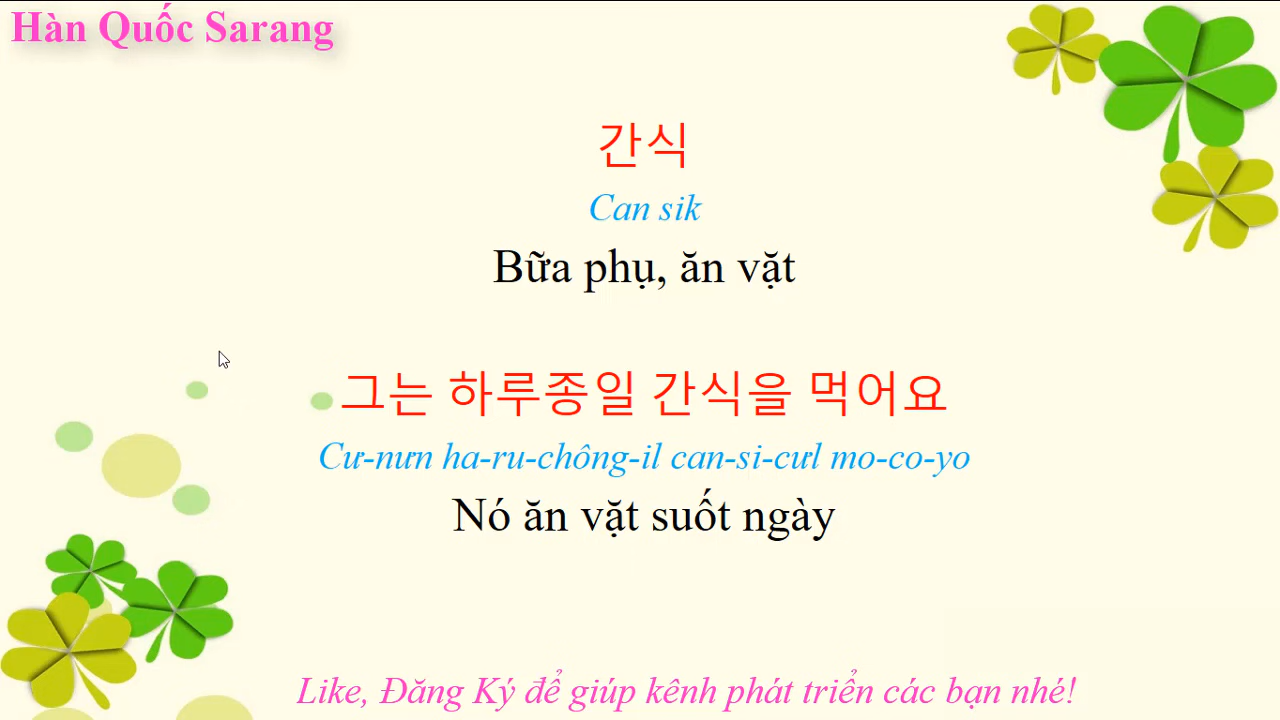 Hàn Quốc Sarang
간식
Can sik
Bữa phụ, ăn vặt
그는 하루종일 간식을 먹어요
Cư-nưn ha-ru-chông-il can-si-cưl mo-co-yo
Nó ăn vặt suốt ngày
Like, Đăng Ký để giúp kênh phát triển các bạn nhé!